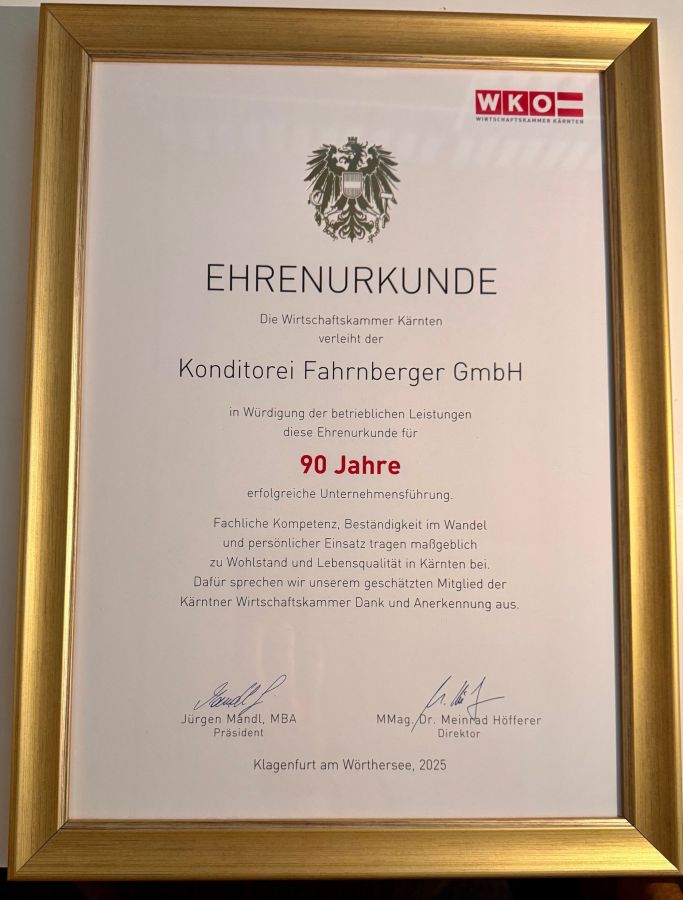 WKO
WIRTSCHAFTSKAMMER KÄRNTEN
EHRENURKUNDE
Die Wirtschaftskammer Kärnten
verleiht der
Konditorei Fahrnberger GmbH
in Würdigung der betrieblichen Leistungen
diese Ehrenurkunde für
90 Jahre
erfolgreiche Unternehmensführung.
Fachliche Kompetenz, Beständigkeit im Wandel
und persönlicher Einsatz tragen maßgeblich
zu Wohlstand und Lebensqualität in Kärnten bei.
Dafür sprechen wir unserem geschätzten Mitglied der
Kärntner Wirtschaftskammer Dank und Anerkennung aus.
Jürgen Mandl, MBA
Präsident
MMag. Dr. Meinrad Höfferer
Direktor
Klagenfurt am Wörthersee, 2025